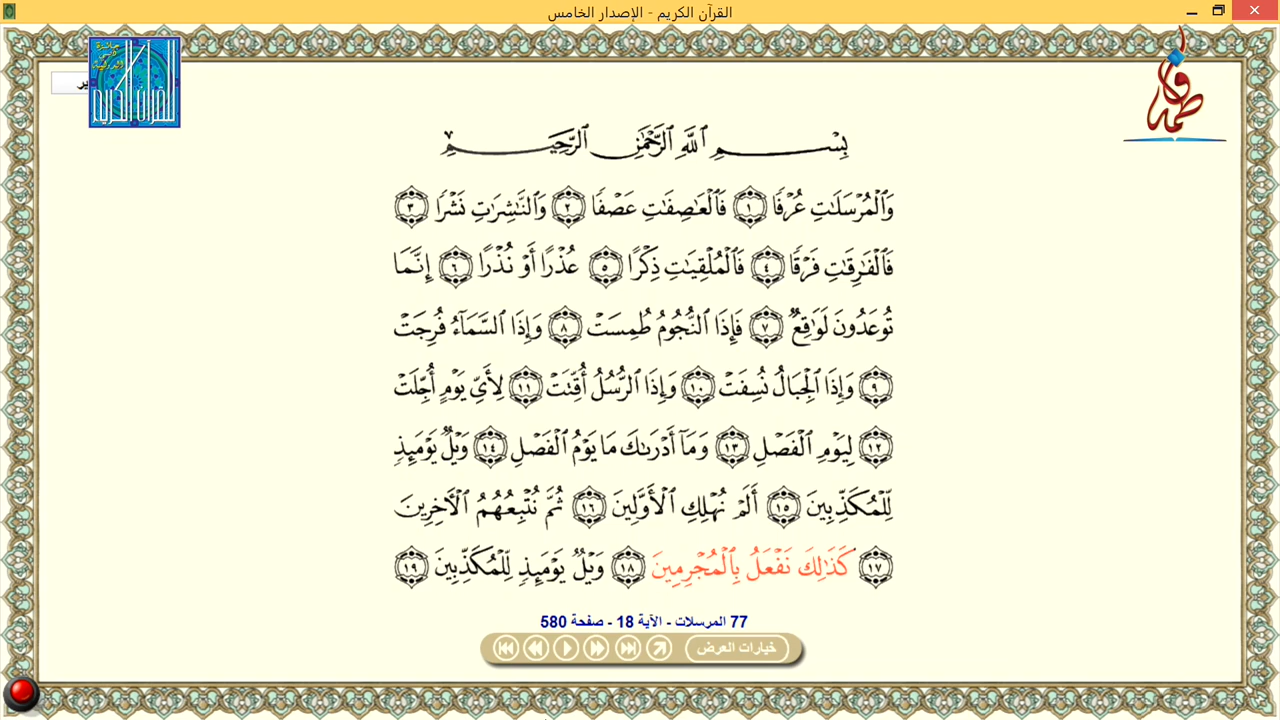 القرآن الكريم - الإصدار الخامس
للقرآن الكريم
فاطمة
بِسْمِ ٱللَّهِ ٱلرَّحْمَٰنِ ٱلرَّحِيمِ
وَٱلْمُرْسَلَٰتِ عُرْفًا ١ فَٱلْعَٰصِفَٰتِ عَصْفًا ٢ وَٱلنَّٰشِرَٰتِ نَشْرًا ٣
فَٱلْفَٰرِقَٰتِ فَرْقًا ٤ فَٱلْمُلْقِيَٰتِ ذِكْرًا ٥ عُذْرًا أَوْ نُذْرًا ٦ إِنَّمَا
تُوعَدُونَ لَوَٰقِعٌ ٧ فَإِذَا ٱلنُّجُومُ طُمِسَتْ ٨ وَإِذَا ٱلسَّمَآءُ فُرِجَتْ
٩ وَإِذَا ٱلْجِبَالُ نُسِفَتْ ١٠ وَإِذَا ٱلرُّسُلُ أُقِّتَتْ ١١ لِأَىِّ يَوْمٍ أُجِّلَتْ
١٢ لِيَوْمِ ٱلْفَصْلِ ١٣ وَمَآ أَدْرَىٰكَ مَا يَوْمُ ٱلْفَصْلِ ١٤ وَيْلٌ يَوْمَئِذٍ
لِّلْمُكَذِّبِينَ ١٥ أَلَمْ نُهْلِكِ ٱلْأَوَّلِينَ ١٦ ثُمَّ نُتْبِعُهُمُ ٱلْءَاخِرِينَ
١٧ كَذَٰلِكَ نَفْعَلُ بِٱلْمُجْرِمِينَ ١٨ وَيْلٌ يَوْمَئِذٍ لِّلْمُكَذِّبِينَ ١٩
77 المرسلات - الآية 18 - صفحة 580
خيارات العرض